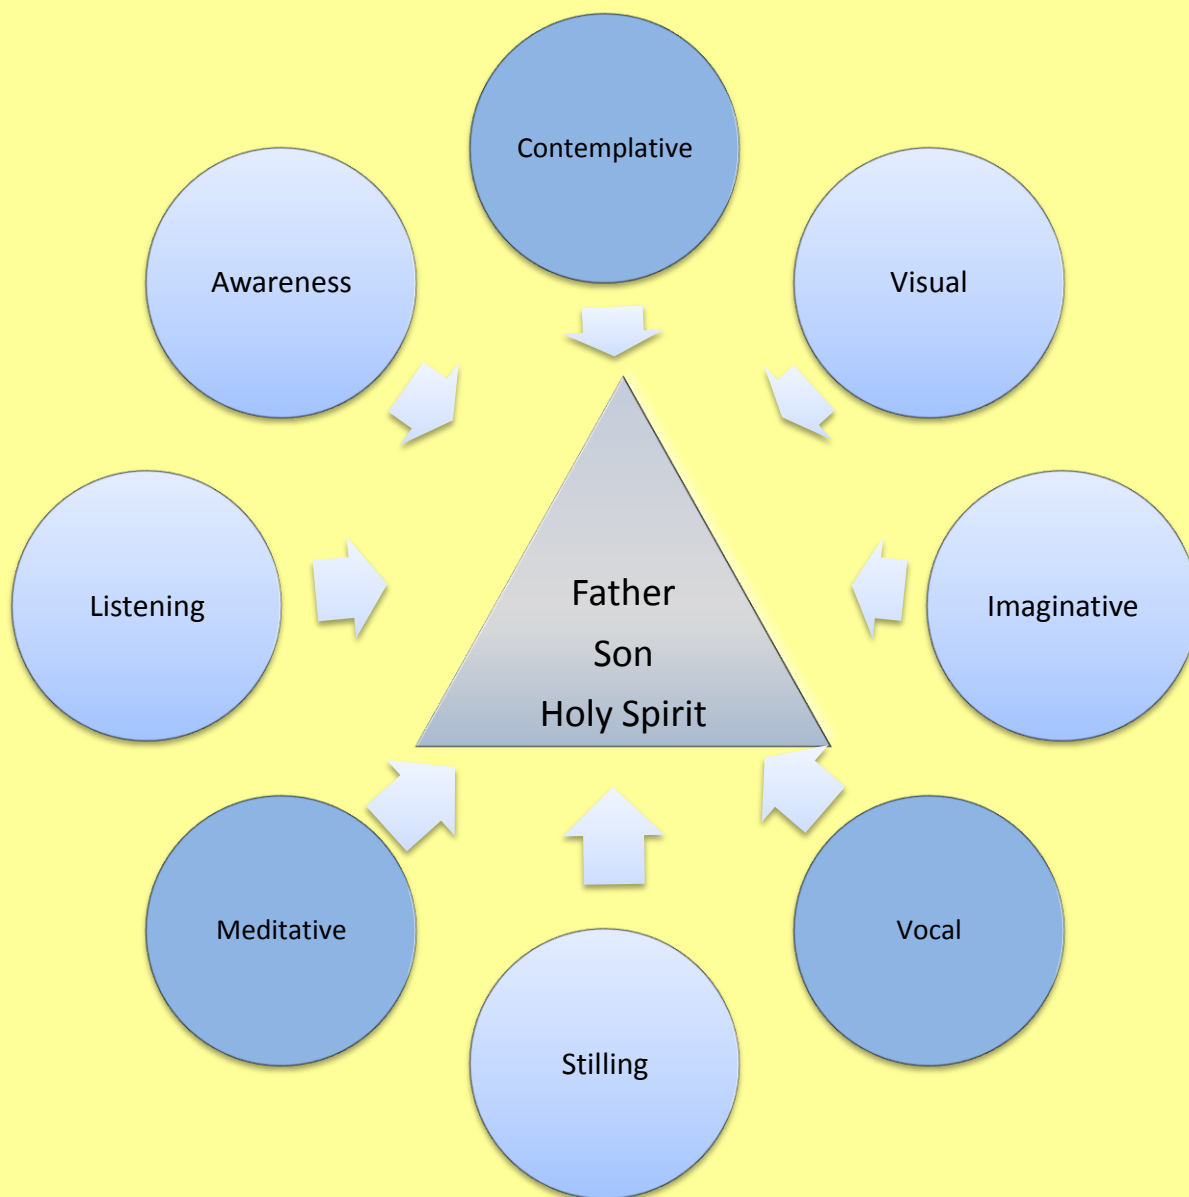 Contemplative
Awareness
Visual
Listening
Father
Son
Holy Spirit
Imaginative
Meditative
Vocal
Stilling